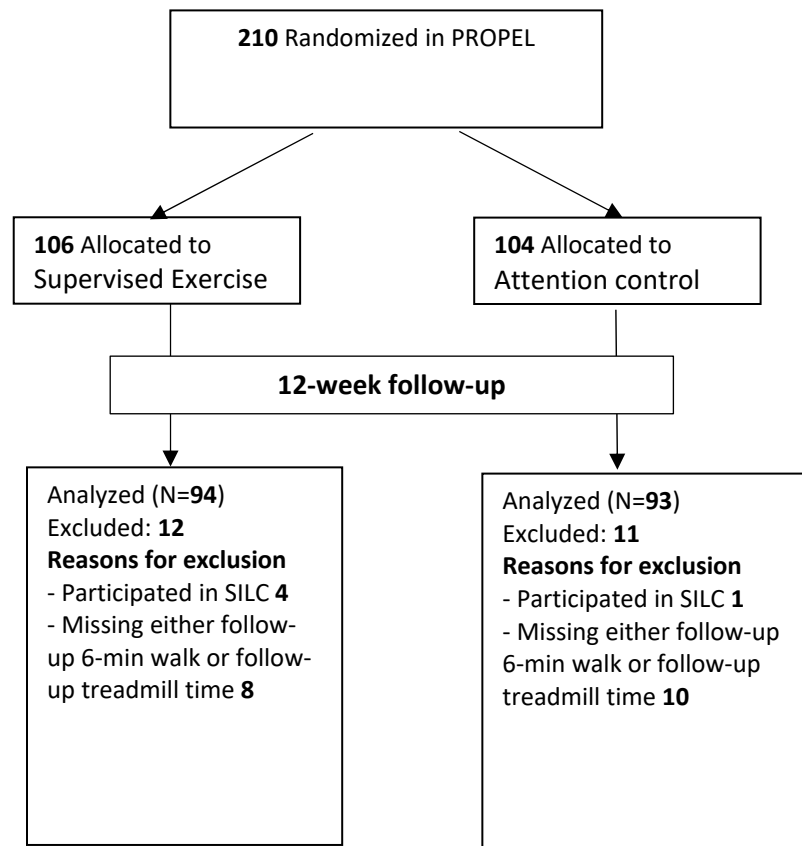 210 Randomized in PROPEL
106 Allocated to
Supervised Exercise
104 Allocated to
Attention control
12-week follow-up
Analyzed (N=94)
Excluded: 12
Reasons for exclusion
- Participated in SILC 4
- Missing either follow-
up 6-min walk or follow-
up treadmill time 8
Analyzed (N=93)
Excluded: 11
Reasons for exclusion
- Participated in SILC 1
- Missing either follow-up
6-min walk or follow-up
treadmill time 10